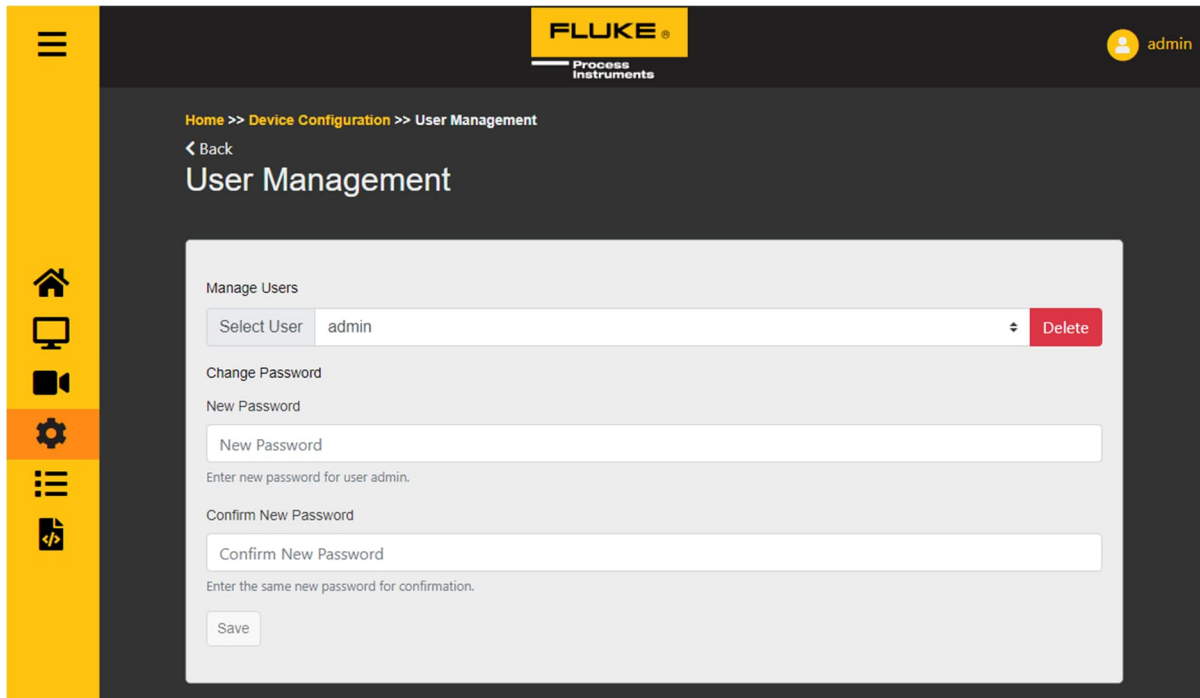 FLUKE ®
Process
Instruments
admin
Home >> Device Configuration >> User Management
Back
User Management
Manage Users
Select User admin Delete
Change Password
New Password
New Password
Enter new password for user admin.
Confirm New Password
Confirm New Password
Enter the same new password for confirmation.
Save